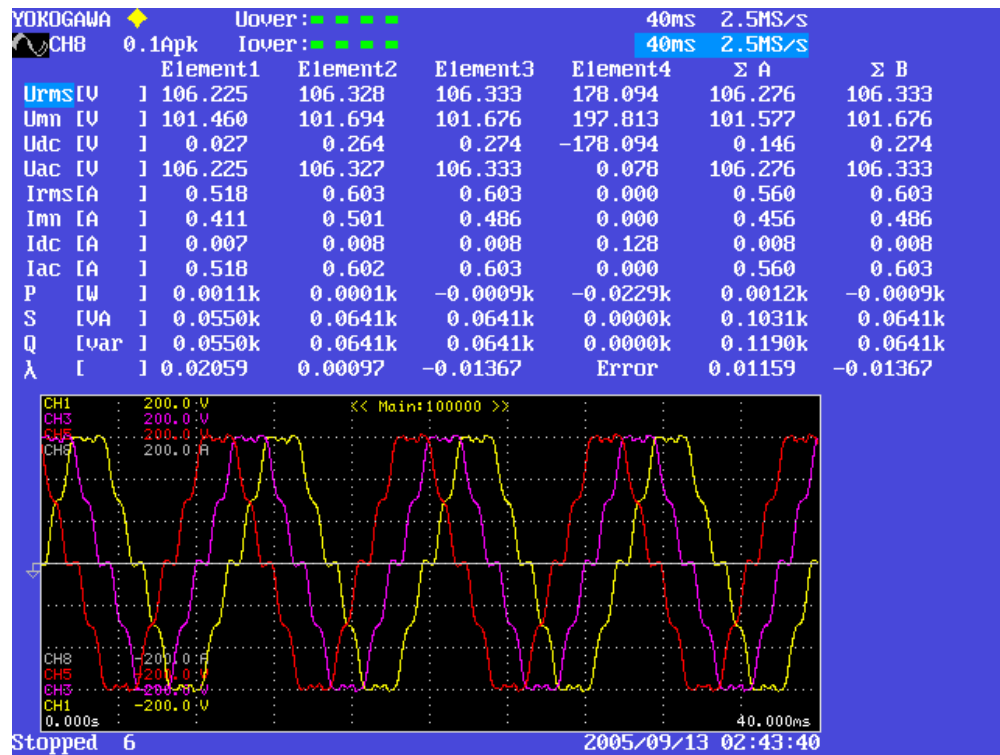 YOKOGAWA Uover: 40ms 2.5MS/s
CH8 0.1Apk Iover: 40ms 2.5MS/s
Element1 Element2 Element3 Element4 Σ A Σ B
Urms[V ] 106.225 106.328 106.333 178.094 106.276 106.333
Umn [V ] 101.460 101.694 101.676 197.813 101.577 101.676
Udc [V ] 0.027 0.264 0.274 -178.094 0.146 0.274
Uac [V ] 106.225 106.327 106.333 0.078 106.276 106.333
Irms[A ] 0.518 0.603 0.603 0.000 0.560 0.603
Imn [A ] 0.411 0.501 0.486 0.000 0.456 0.486
Idc [A ] 0.007 0.008 0.008 0.128 0.008 0.008
Iac [A ] 0.518 0.602 0.603 0.000 0.560 0.603
P [W ] 0.0011k 0.0001k -0.0009k -0.0229k 0.0012k -0.0009k
S [VA ] 0.0550k 0.0641k 0.0641k 0.0000k 0.1031k 0.0641k
Q [var ] 0.0550k 0.0641k 0.0641k 0.0000k 0.1190k 0.0641k
λ [ ] 0.02059 0.00097 -0.01367 Error 0.01159 -0.01367
CH1 200.0 V << Main:100000 >>
CH3 200.0 V
CH5 200.0 V
CH8 200.0 A
CH8 -200.0 A
CH5 -200.0 V
CH3 -200.0 V
CH1 -200.0 V
0.000s 40.000ms
Stopped 6 2005/09/13 02:43:40